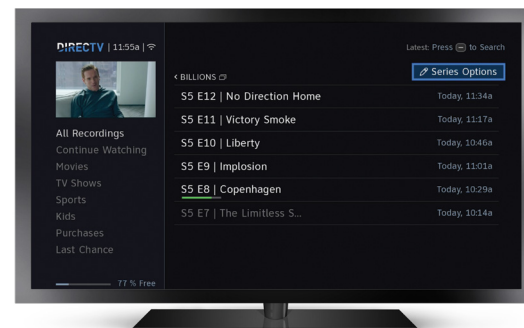 DIRECTV | 11:55a |
Latest: Press – to Search
< BILLIONS
Series Options
S5 E12 | No Direction Home Today, 11:34a
S5 E11 | Victory Smoke Today, 11:17a
S5 E10 | Liberty Today, 10:46a
S5 E9 | Implosion Today, 11:01a
S5 E8 | Copenhagen Today, 10:29a
S5 E7 | The Limitless S... Today, 10:14a
All Recordings
Continue Watching
Movies
TV Shows
Sports
Kids
Purchases
Last Chance
77 % Free